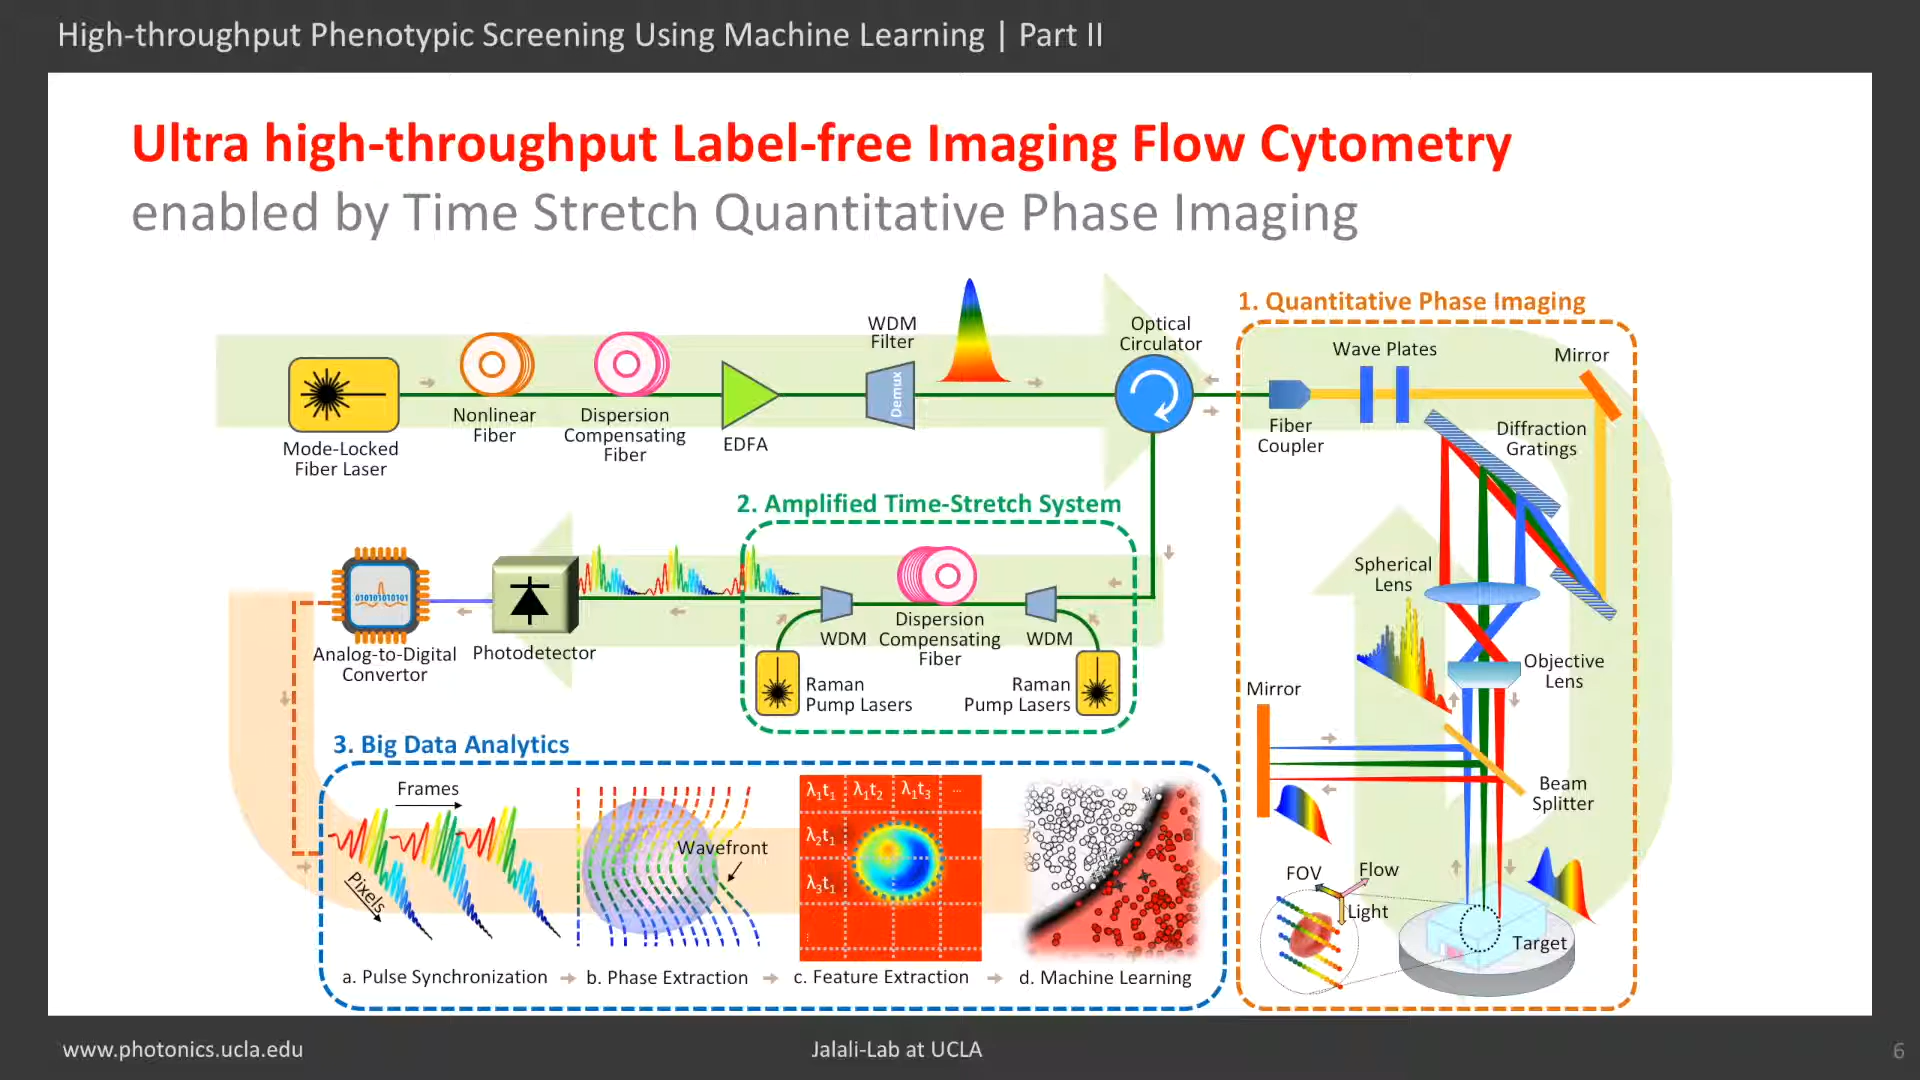 High-throughput Phenotypic Screening Using Machine Learning | Part II
Ultra high-throughput Label-free Imaging Flow Cytometry
enabled by Time Stretch Quantitative Phase Imaging
Mode-Locked
Fiber Laser
Nonlinear
Fiber
Dispersion
Compensating
Fiber
EDFA
WDM
Filter
Demux
Optical
Circulator
1. Quantitative Phase Imaging
Fiber
Coupler
Wave Plates
Mirror
Diffraction
Gratings
Spherical
Lens
Objective
Lens
Mirror
Beam
Splitter
FOV
Flow
Light
Target
2. Amplified Time-Stretch System
WDM
Dispersion
Compensating
Fiber
WDM
Raman
Pump Lasers
Raman
Pump Lasers
Photodetector
01010101010101
Analog-to-Digital
Convertor
3. Big Data Analytics
Frames
Pixels
a. Pulse Synchronization
Wavefront
b. Phase Extraction
λ1t1 λ1t2 λ1t3 ...
λ2t1
λ3t1
c. Feature Extraction
d. Machine Learning
www.photonics.ucla.edu
Jalali-Lab at UCLA
6